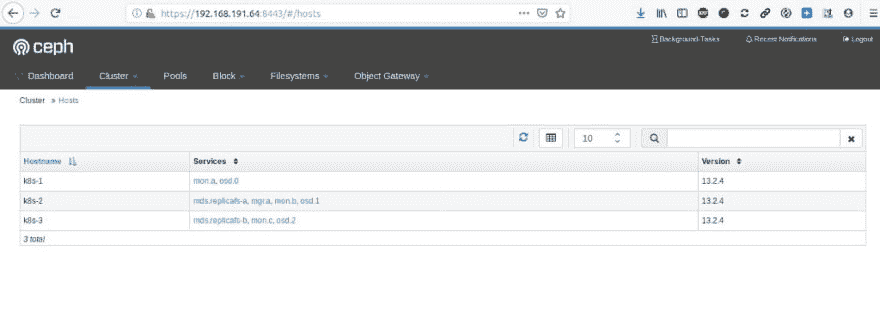 https://192.168.191.64:8443/#/hosts
ceph
Background-Tasks Recent Notifications Logout
Dashboard Cluster Pools Block Filesystems Object Gateway
Cluster » Hosts
10
Hostname Services Version
k8s-1 mon.a, osd.0 13.2.4
k8s-2 mds.replicafs-a, mgr.a, mon.b, osd.1 13.2.4
k8s-3 mds.replicafs-b, mon.c, osd.2 13.2.4
3 total